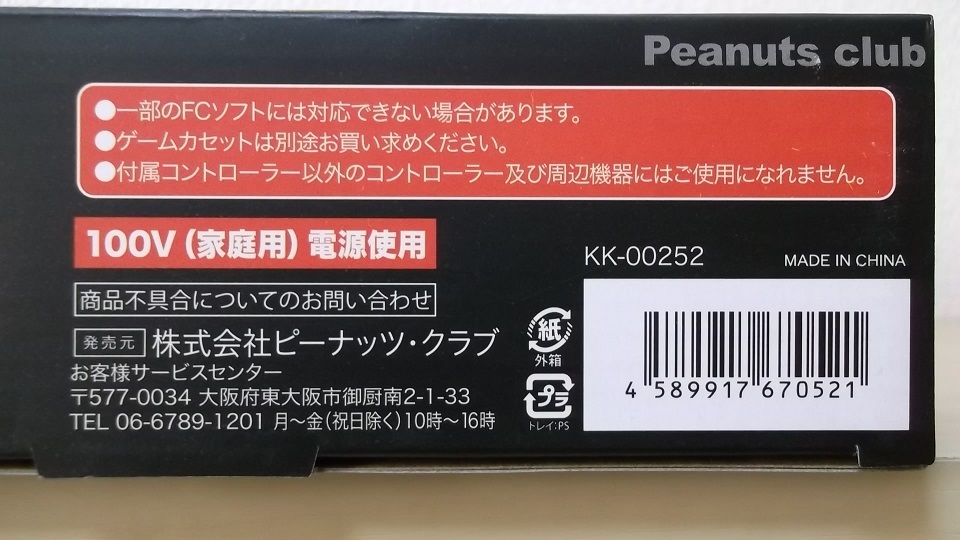 Peanuts club
●一部のFCソフトには対応できない場合があります。
●ゲームカセットは別途お買い求めください。
●付属コントローラー以外のコントローラー及び周辺機器にはご使用になれません。
100V（家庭用）電源使用
KK-00252
MADE IN CHINA
商品不具合についてのお問い合わせ
発売元 株式会社ピーナッツ・クラブ
お客様サービスセンター
〒577-0034 大阪府東大阪市御厨南2-1-33
TEL 06-6789-1201 月～金(祝日除く)10時～16時
紙
外箱
プラ
トレイ:PS
4 589917 670521